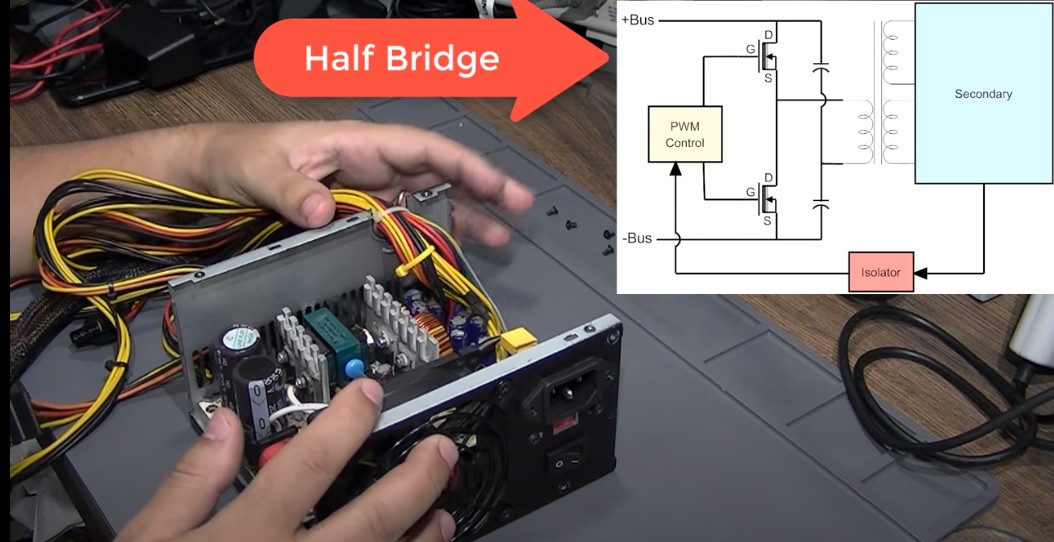 Half Bridge
+Bus
D
G
S
PWM
Control
Secondary
D
G
S
-Bus
Isolator